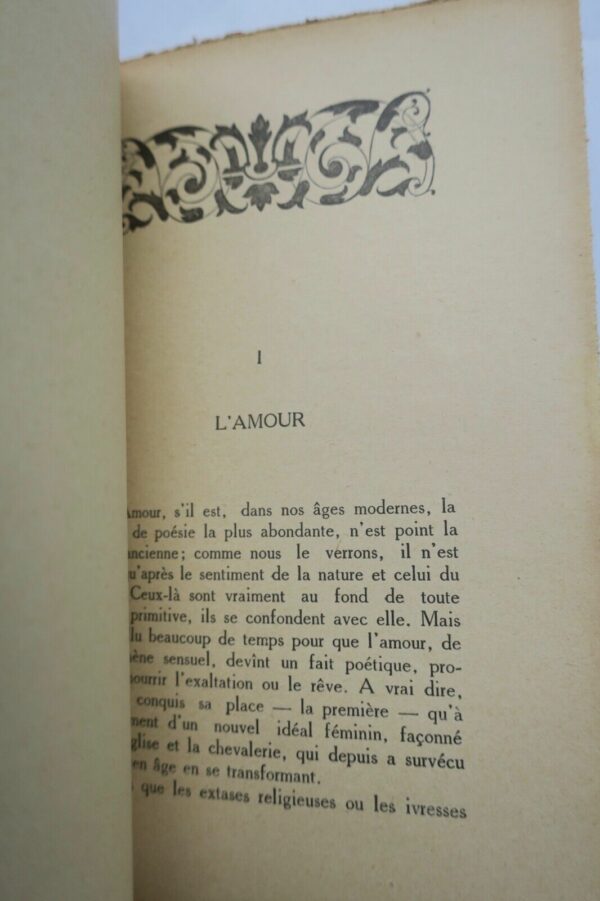 I
L'AMOUR
Amour, s'il est, dans nos âges modernes, la
de poésie la plus abondante, n'est point la
ancienne; comme nous le verrons, il n'est
qu'après le sentiment de la nature et celui du
Ceux-là sont vraiment au fond de toute
primitive, ils se confondent avec elle. Mais
beaucoup de temps pour que l'amour, de
sensuel, devînt un fait poétique,  pro-
l'exaltation ou le rêve. A vrai dire,
conquis sa place — la première — qu'à
d'un nouvel idéal féminin, façonné
et la chevalerie, qui depuis a survécu
en âge en se transformant.
que les extases religieuses ou les ivresses